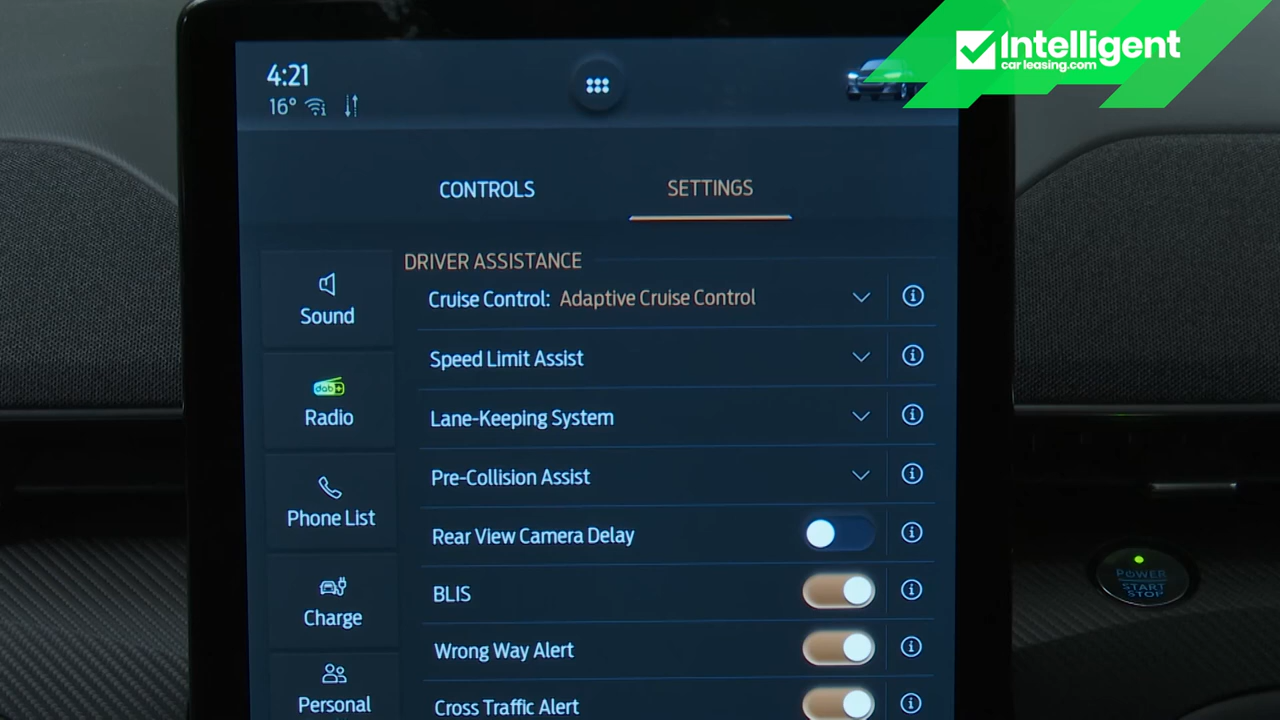 Intelligent
carleasing.com
4:21
16°
CONTROLS
SETTINGS
DRIVER ASSISTANCE
Sound
Cruise Control: Adaptive Cruise Control
Speed Limit Assist
dab+
Radio
Lane-Keeping System
Phone List
Pre-Collision Assist
Rear View Camera Delay
Charge
BLIS
Wrong Way Alert
Personal
Cross Traffic Alert
POWER
START
STOP